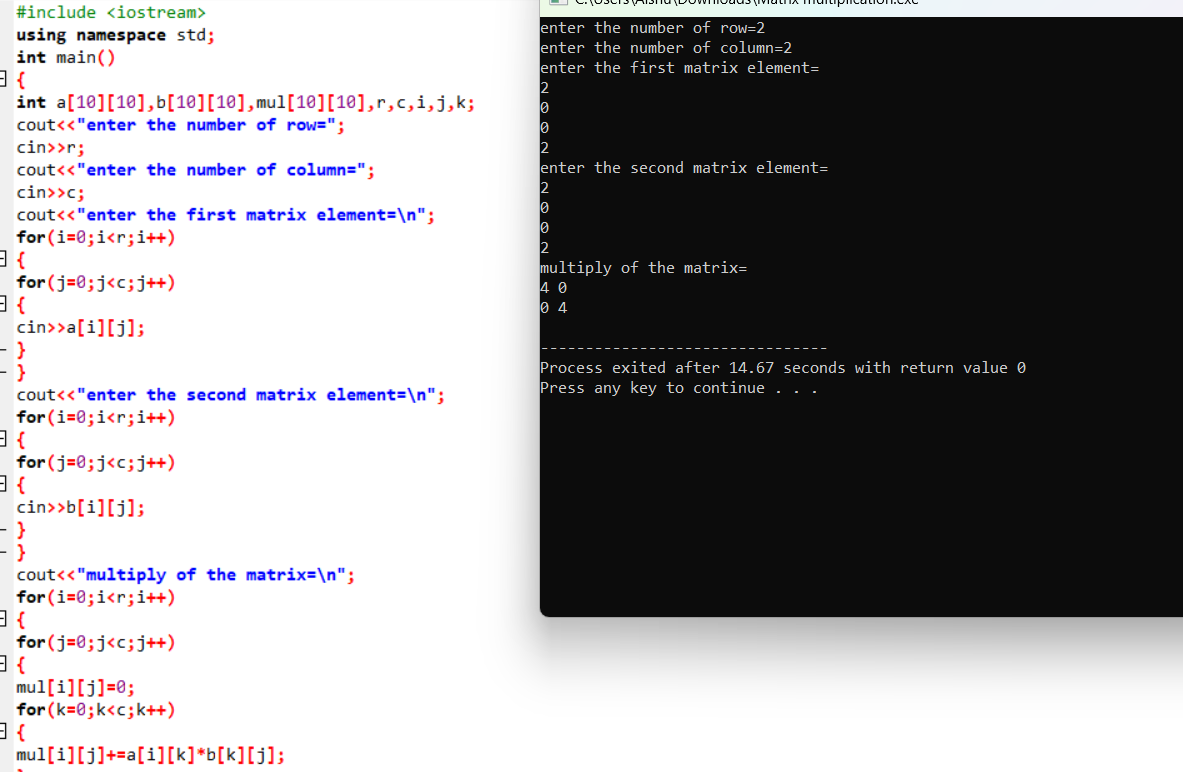 #include <iostream>
using namespace std;
int main()
{
int a[10][10],b[10][10],mul[10][10],r,c,i,j,k;
cout<<"enter the number of row=";
cin>>r;
cout<<"enter the number of column=";
cin>>c;
cout<<"enter the first matrix element=\n";
for(i=0;i<r;i++)
{
for(j=0;j<c;j++)
{
cin>>a[i][j];
}
}
cout<<"enter the second matrix element=\n";
for(i=0;i<r;i++)
{
for(j=0;j<c;j++)
{
cin>>b[i][j];
}
}
cout<<"multiply of the matrix=\n";
for(i=0;i<r;i++)
{
for(j=0;j<c;j++)
{
mul[i][j]=0;
for(k=0;k<c;k++)
{
mul[i][j]+=a[i][k]*b[k][j];
C:\Users\Aishu\Downloads\Matrix multiplication.exe
enter the number of row=2
enter the number of column=2
enter the first matrix element=
2
0
0
2
enter the second matrix element=
2
0
0
2
multiply of the matrix=
4 0
0 4
--------------------------------
Process exited after 14.67 seconds with return value 0
Press any key to continue . . .